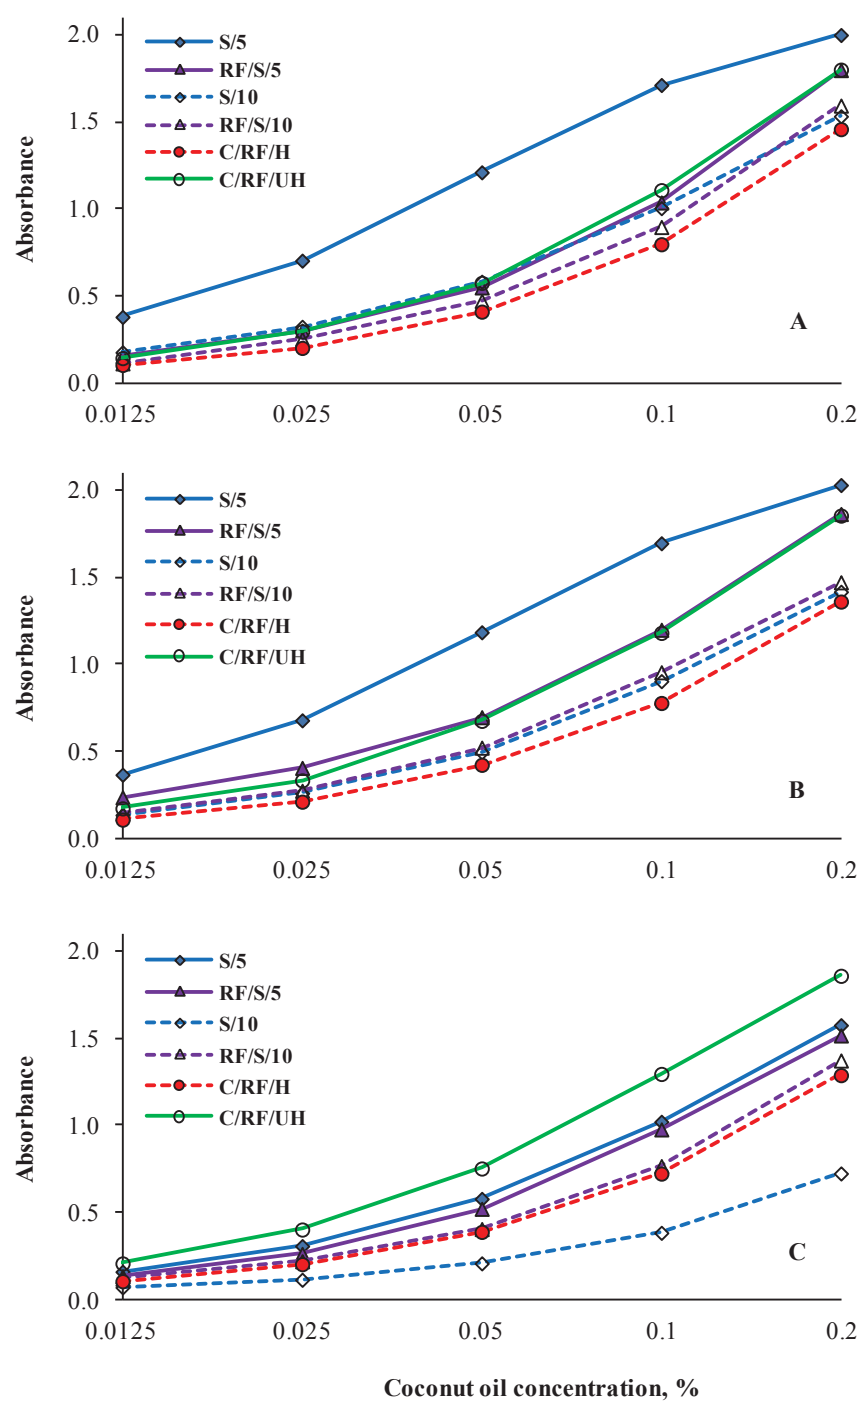 2.0
1.5
1.0
0.5
0.0
Absorbance
S/5
RF/S/5
S/10
RF/S/10
C/RF/H
C/RF/UH
A
0.0125 0.025 0.05 0.1 0.2
2.0
1.5
1.0
0.5
0.0
Absorbance
S/5
RF/S/5
S/10
RF/S/10
C/RF/H
C/RF/UH
B
0.0125 0.025 0.05 0.1 0.2
2.0
1.5
1.0
0.5
0.0
Absorbance
S/5
RF/S/5
S/10
RF/S/10
C/RF/H
C/RF/UH
C
0.0125 0.025 0.05 0.1 0.2
Coconut oil concentration, %